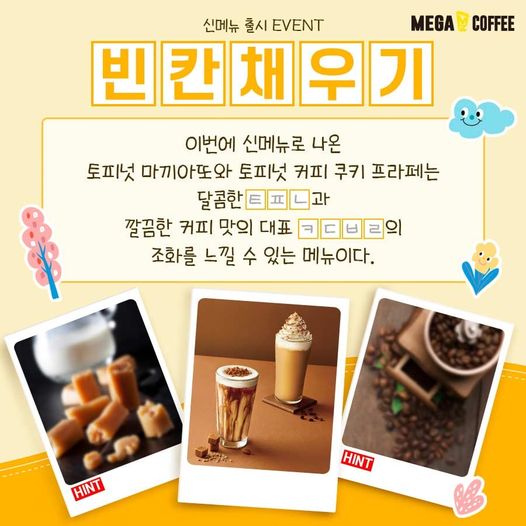 신메뉴 출시 EVENT
MEGA COFFEE
빈칸채우기
이번에 신메뉴로 나온
토피넛 마끼아또와 토피넛 커피 쿠키 프라페는
달콤한 ㅌㅍㄴ과
깔끔한 커피 맛의 대표 ㅋㄷㅂㄹ의
조화를 느낄 수 있는 메뉴이다.
HINT
HINT